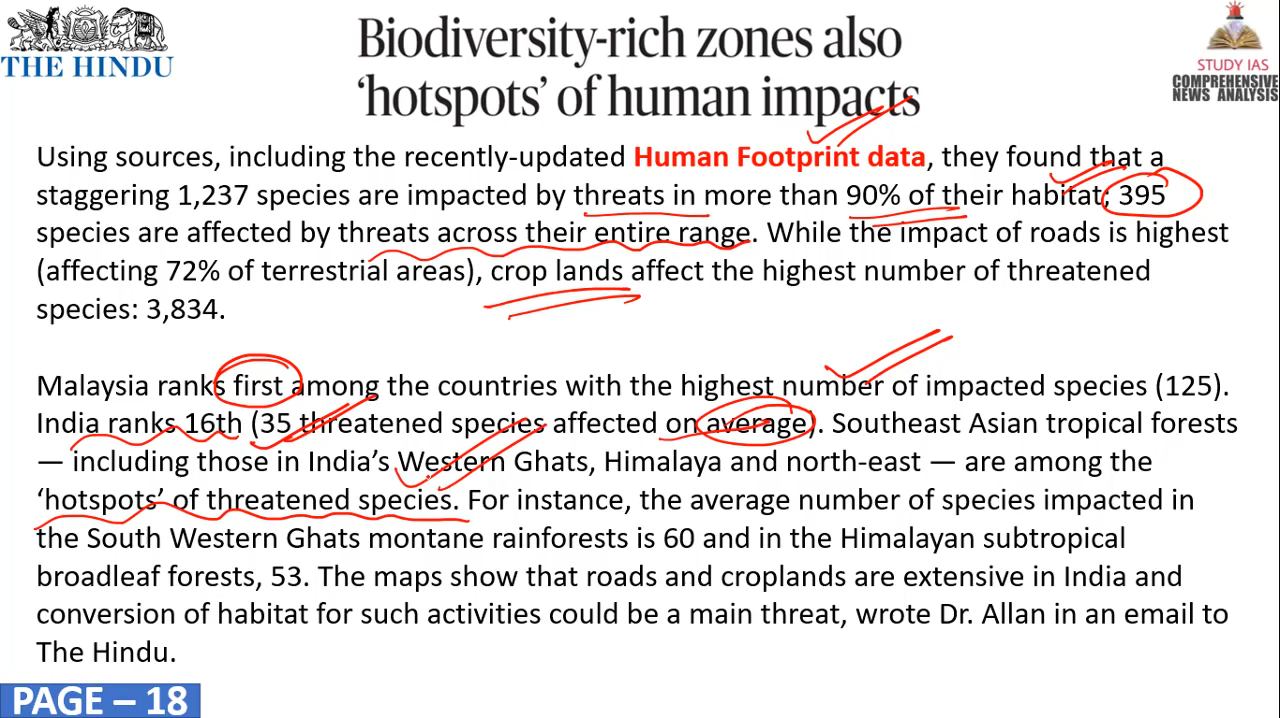 THE HINDU
Biodiversity-rich zones also
‘hotspots’ of human impacts
STUDY IAS
COMPREHENSIVE
NEWS ANALYSIS
Using sources, including the recently-updated Human Footprint data, they found that a
staggering 1,237 species are impacted by threats in more than 90% of their habitat; 395
species are affected by threats across their entire range. While the impact of roads is highest
(affecting 72% of terrestrial areas), crop lands affect the highest number of threatened
species: 3,834.
Malaysia ranks first among the countries with the highest number of impacted species (125).
India ranks 16th (35 threatened species affected on average). Southeast Asian tropical forests
— including those in India’s Western Ghats, Himalaya and north-east — are among the
‘hotspots’ of threatened species. For instance, the average number of species impacted in
the South Western Ghats montane rainforests is 60 and in the Himalayan subtropical
broadleaf forests, 53. The maps show that roads and croplands are extensive in India and
conversion of habitat for such activities could be a main threat, wrote Dr. Allan in an email to
The Hindu.
PAGE – 18